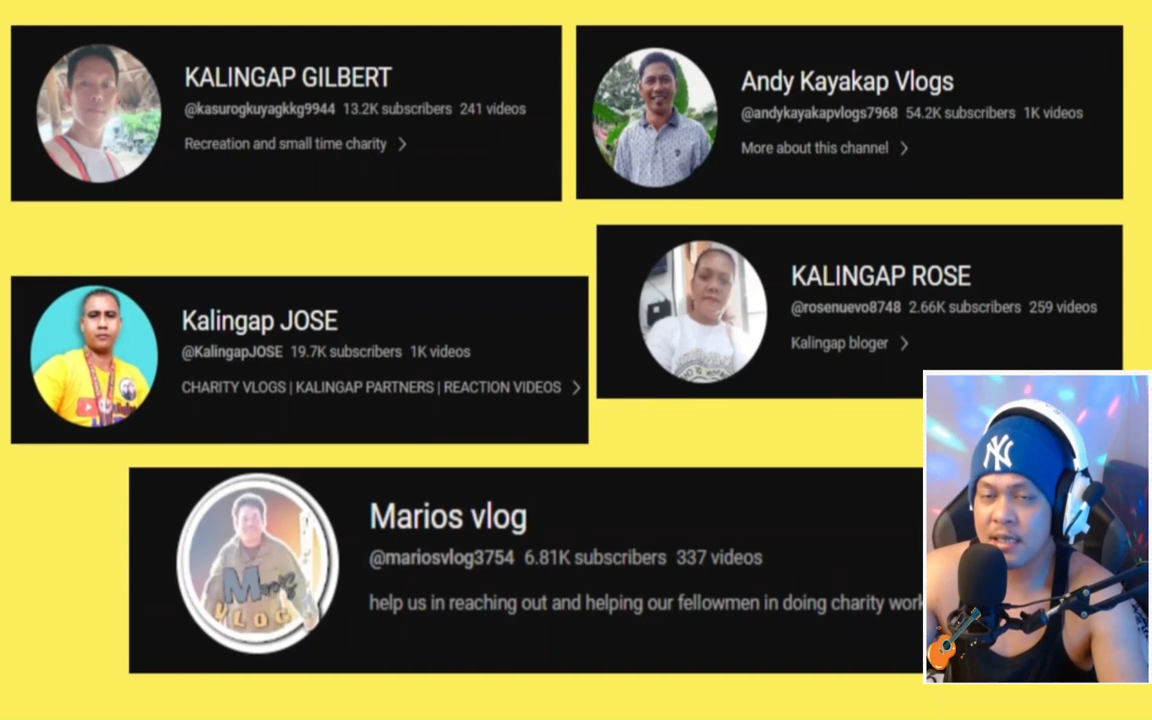 KALINGAP GILBERT
@kasurogkuyagkkg9944 13.2K subscribers 241 videos
Recreation and small time charity
Andy Kayakap Vlogs
@andykayakapvlogs7968 54.2K subscribers 1K videos
More about this channel
Kalingap JOSE
@KalingapJOSE 19.7K subscribers 1K videos
CHARITY VLOGS | KALINGAP PARTNERS | REACTION VIDEOS
KALINGAP ROSE
@rosenuevo8748 2.66K subscribers 259 videos
Kalingap bloger
Marios vlog
@mariosvlog3754 6.81K subscribers 337 videos
help us in reaching out and helping our fellowmen in doing charity work
VLOG
NY